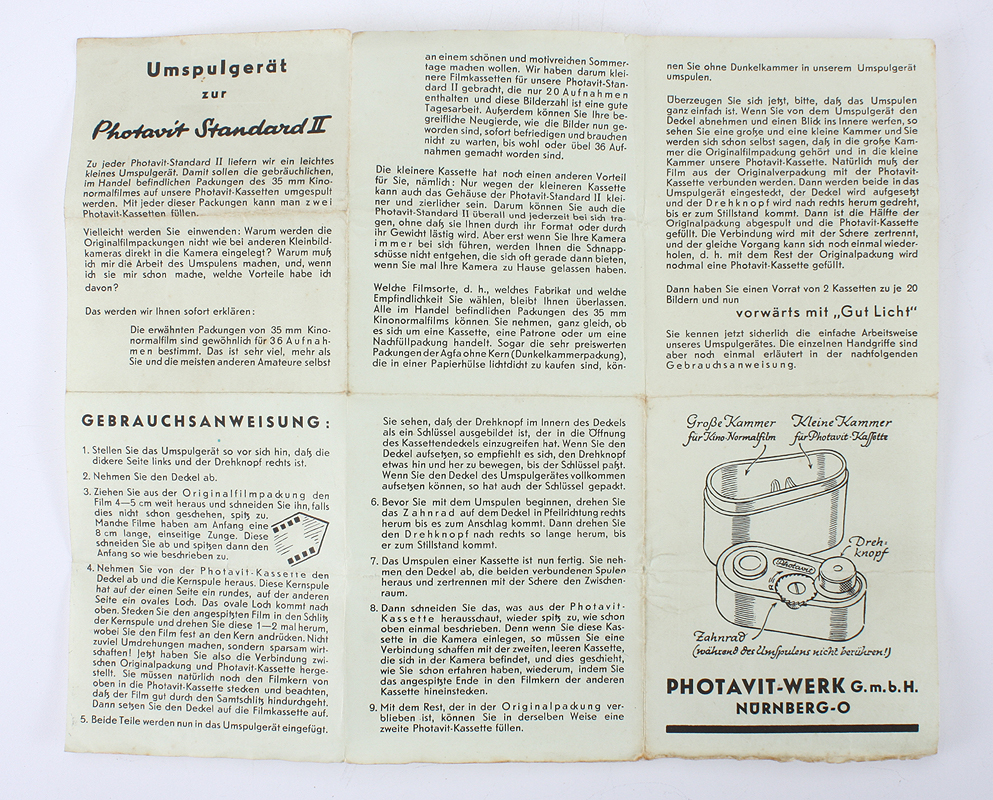 Umspulgerät
zur
Photavit Standard II
Zu jeder Photavit-Standard II liefern wir ein leichtes
kleines Umspulgerät. Damit sollen die gebräuchlichen,
im Handel befindlichen Packungen des 35 mm Kino-
normalfilmes auf unsere Photavit-Kassetten umgespult
werden. Mit jeder dieser Packungen kann man zwei
Photavit-Kassetten füllen.
Vielleicht werden Sie einwenden: Warum werden die
Originalfilmpackungen nicht wie bei anderen Kleinbild-
kameras direkt in die Kamera eingelegt? Warum muß
ich mir die Arbeit des Umspulens machen, und, wenn
ich sie mir schon mache, welche Vorteile habe ich
davon?
Das werden wir Ihnen sofort erklären:
Die erwähnten Packungen von 35 mm Kino-
normalfilm sind gewöhnlich für 36 Aufnah-
men bestimmt. Das ist sehr viel, mehr als
Sie und die meisten anderen Amateure selbst
an einem schönen und motivreichen Sommer-
tage machen wollen. Wir haben darum klei-
nere Filmkassetten für unsere Photavit-Stan-
dard II gebracht, die nur 20 Aufnahmen
enthalten und diese Bilderzahl ist eine gute
Tagesarbeit. Außerdem können Sie Ihre be-
greifliche Neugierde, wie die Bilder nun ge-
worden sind, sofort befriedigen und brauchen
nicht zu warten, bis wohl oder übel 36 Auf-
nahmen gemacht worden sind.
Die kleinere Kassette hat noch einen anderen Vorteil
für Sie, nämlich: Nur wegen der kleineren Kassette
kann auch das Gehäuse der Photavit-Standard II klei-
ner und zierlicher sein. Darum können Sie auch die
Photavit-Standard II überall und jederzeit bei sich tra-
gen, ohne daß sie Ihnen durch ihr Format oder durch
ihr Gewicht lästig wird. Aber erst wenn Sie Ihre Kamera
immer bei sich führen, werden Ihnen die Schnapp-
schüsse nicht entgehen, die sich oft gerade dann bieten,
wenn Sie mal Ihre Kamera zu Hause gelassen haben.
Welche Filmsorte, d. h., welches Fabrikat und welche
Empfindlichkeit Sie wählen, bleibt Ihnen überlassen.
Alle im Handel befindlichen Packungen des 35 mm
Kinonormalfilms können Sie nehmen, ganz gleich, ob
es sich um eine Kassette, eine Patrone oder um eine
Nachfüllpackung handelt. Sogar die sehr preiswerten
Packungen der Agfa ohne Kern (Dunkelkammerpackung),
die in einer Papierhülse lichtdicht zu kaufen sind, kön-
nen Sie ohne Dunkelkammer in unserem Umspulgerät
umspulen.
Überzeugen Sie sich jetzt, bitte, daß das Umspulen
ganz einfach ist. Wenn Sie von dem Umspulgerät den
Deckel abnehmen und einen Blick ins Innere werfen, so
sehen Sie eine große und eine kleine Kammer und Sie
werden sich schon selbst sagen, daß in die große Kam-
mer die Originalfilmpackung gehört und in die kleine
Kammer unsere Photavit-Kassette. Natürlich muß der
Film aus der Originalverpackung mit der Photavit-
Kassette verbunden werden. Dann werden beide in das
Umspulgerät eingesteckt, der Deckel wird aufgesetzt
und der Drehknopf wird nach rechts herum gedreht,
bis er zum Stillstand kommt. Dann ist die Hälfte der
Originalpackung abgespult und die Photavit-Kassette
gefüllt. Die Verbindung wird mit der Schere zertrennt,
und der gleiche Vorgang kann sich noch einmal wieder-
holen, d. h. mit dem Rest der Originalpackung wird
nochmal eine Photavit-Kassette gefüllt.
Dann haben Sie einen Vorrat von 2 Kassetten zu je 20
Bildern und nun
vorwärts mit „Gut Licht"
Sie kennen jetzt sicherlich die einfache Arbeitsweise
unseres Umspulgerätes. Die einzelnen Handgriffe sind
aber noch einmal erläutert in der nachfolgenden
Gebrauchsanweisung.
GEBRAUCHSANWEISUNG:
1. Stellen Sie das Umspulgerät so vor sich hin, daß die
dickere Seite links und der Drehknopf rechts ist.
2. Nehmen Sie den Deckel ab.
3. Ziehen Sie aus der Originalfilmpackung den
Film 4—5 cm weit heraus und schneiden Sie ihn, falls
dies nicht schon geschehen, spitz zu.
Manche Filme haben am Anfang eine
8 cm lange, einseitige Zunge. Diese
schneiden Sie ab und spitzen dann den
Anfang so wie beschrieben zu.
4. Nehmen Sie von der Photavit-Kassette den
Deckel ab und die Kernspule heraus. Diese Kernspule
hat auf der einen Seite ein rundes, auf der anderen
Seite ein ovales Loch. Das ovale Loch kommt nach
oben. Stecken Sie den angespitzten Film in den Schlitz
der Kernspule und drehen Sie diese 1—2 mal herum,
wobei Sie den Film fest an den Kern andrücken. Nicht
zuviel Umdrehungen machen, sondern sparsam wirt-
schaften! Jetzt haben Sie also die Verbindung zwi-
schen Originalpackung und Photavit-Kassette herge-
stellt. Sie müssen natürlich noch den Filmkern von
oben in die Photavit-Kassette stecken und beachten,
daß der Film gut durch den Samtschlitz hindurchgeht.
Dann setzen Sie den Deckel auf die Filmkassette auf.
5. Beide Teile werden nun in das Umspulgerät eingefügt.
Sie sehen, daß der Drehknopf im Innern des Deckels
als ein Schlüssel ausgebildet ist, der in die Öffnung
des Kassettendeckels einzugreifen hat. Wenn Sie den
Deckel aufsetzen, so empfiehlt es sich, den Drehknopf
etwas hin und her zu bewegen, bis der Schlüssel paßt.
Wenn Sie den Deckel des Umspulgerätes vollkommen
aufsetzen können, so hat auch der Schlüssel gepackt.
6. Bevor Sie mit dem Umspulen beginnen, drehen Sie
das Zahnrad auf dem Deckel in Pfeilrichtung rechts
herum bis es zum Anschlag kommt. Dann drehen Sie
den Drehknopf nach rechts so lange herum, bis
er zum Stillstand kommt.
7. Das Umspulen einer Kassette ist nun fertig. Sie neh-
men den Deckel ab, die beiden verbundenen Spulen
heraus und zertrennen mit der Schere den Zwischen-
raum.
8. Dann schneiden Sie das, was aus der Photavit-
Kassette herausschaut, wieder spitz zu, wie schon
oben einmal beschrieben. Denn wenn Sie diese Kas-
sette in die Kamera einlegen, so müssen Sie eine
Verbindung schaffen mit der zweiten, leeren Kassette,
die sich in der Kamera befindet, und dies geschieht,
wie Sie schon erfahren haben, wiederum, indem Sie
das angespitzte Ende in den Filmkern der anderen
Kassette hineinstecken.
9. Mit dem Rest, der in der Originalpackung ver-
blieben ist, können Sie in derselben Weise eine
zweite Photavit-Kassette füllen.
Große Kammer
für Kino-Normalfilm
Kleine Kammer
für Photavit-Kassette
Dreh-
knopf
Photavit
Zahnrad
(während des Umspulens nicht berühren!)
PHOTAVIT-WERK G.m.b.H.
NÜRNBERG-O